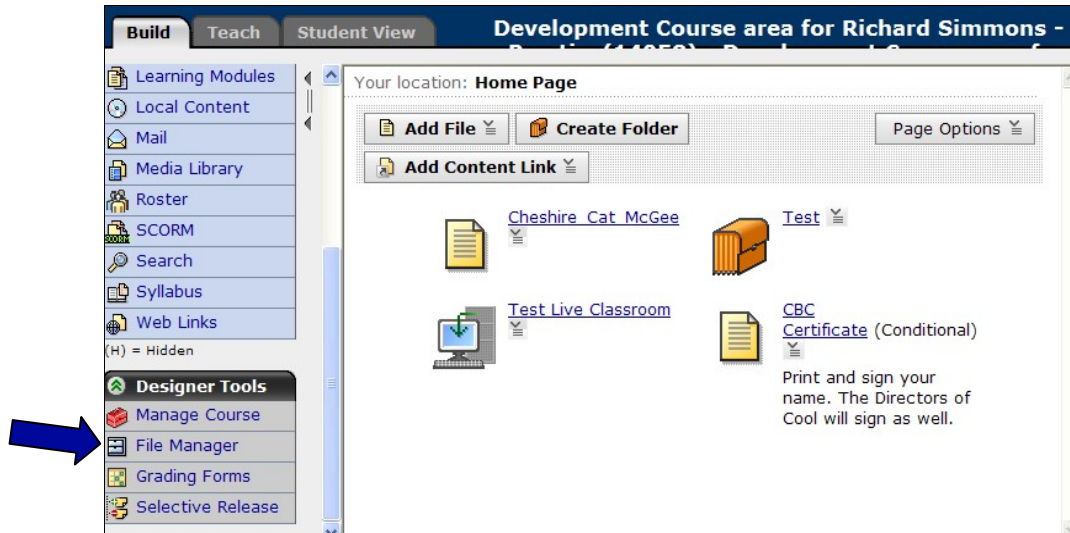 Build Teach Student View
Development Course area for Richard Simmons -
Learning Modules
Local Content
Mail
Media Library
Roster
SCORM
Search
Syllabus
Web Links
(H) = Hidden
Designer Tools
Manage Course
File Manager
Grading Forms
Selective Release
Your location: Home Page
Add File Create Folder Page Options
Add Content Link
Cheshire Cat McGee
Test
Test Live Classroom
CBC
Certificate (Conditional)
Print and sign your
name. The Directors of
Cool will sign as well.